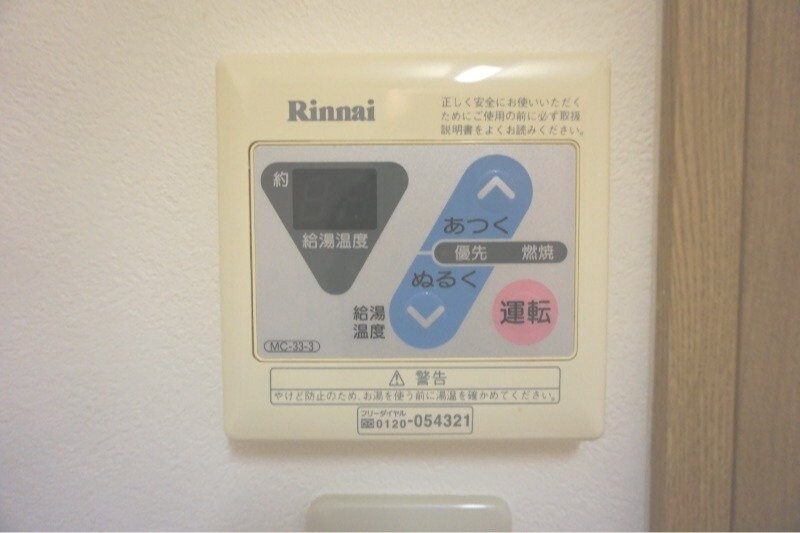 Rinnai
正しく安全にお使いいただく
ためにご使用の前に必ず取扱
説明書をよくお読みください。
約
給湯温度
あつく
優先 燃焼
ぬるく
給湯
温度
運転
MC-33-3
警告
やけど防止のため、お湯を使う前に湯温を確かめてください。
フリーダイヤル
0120-054321